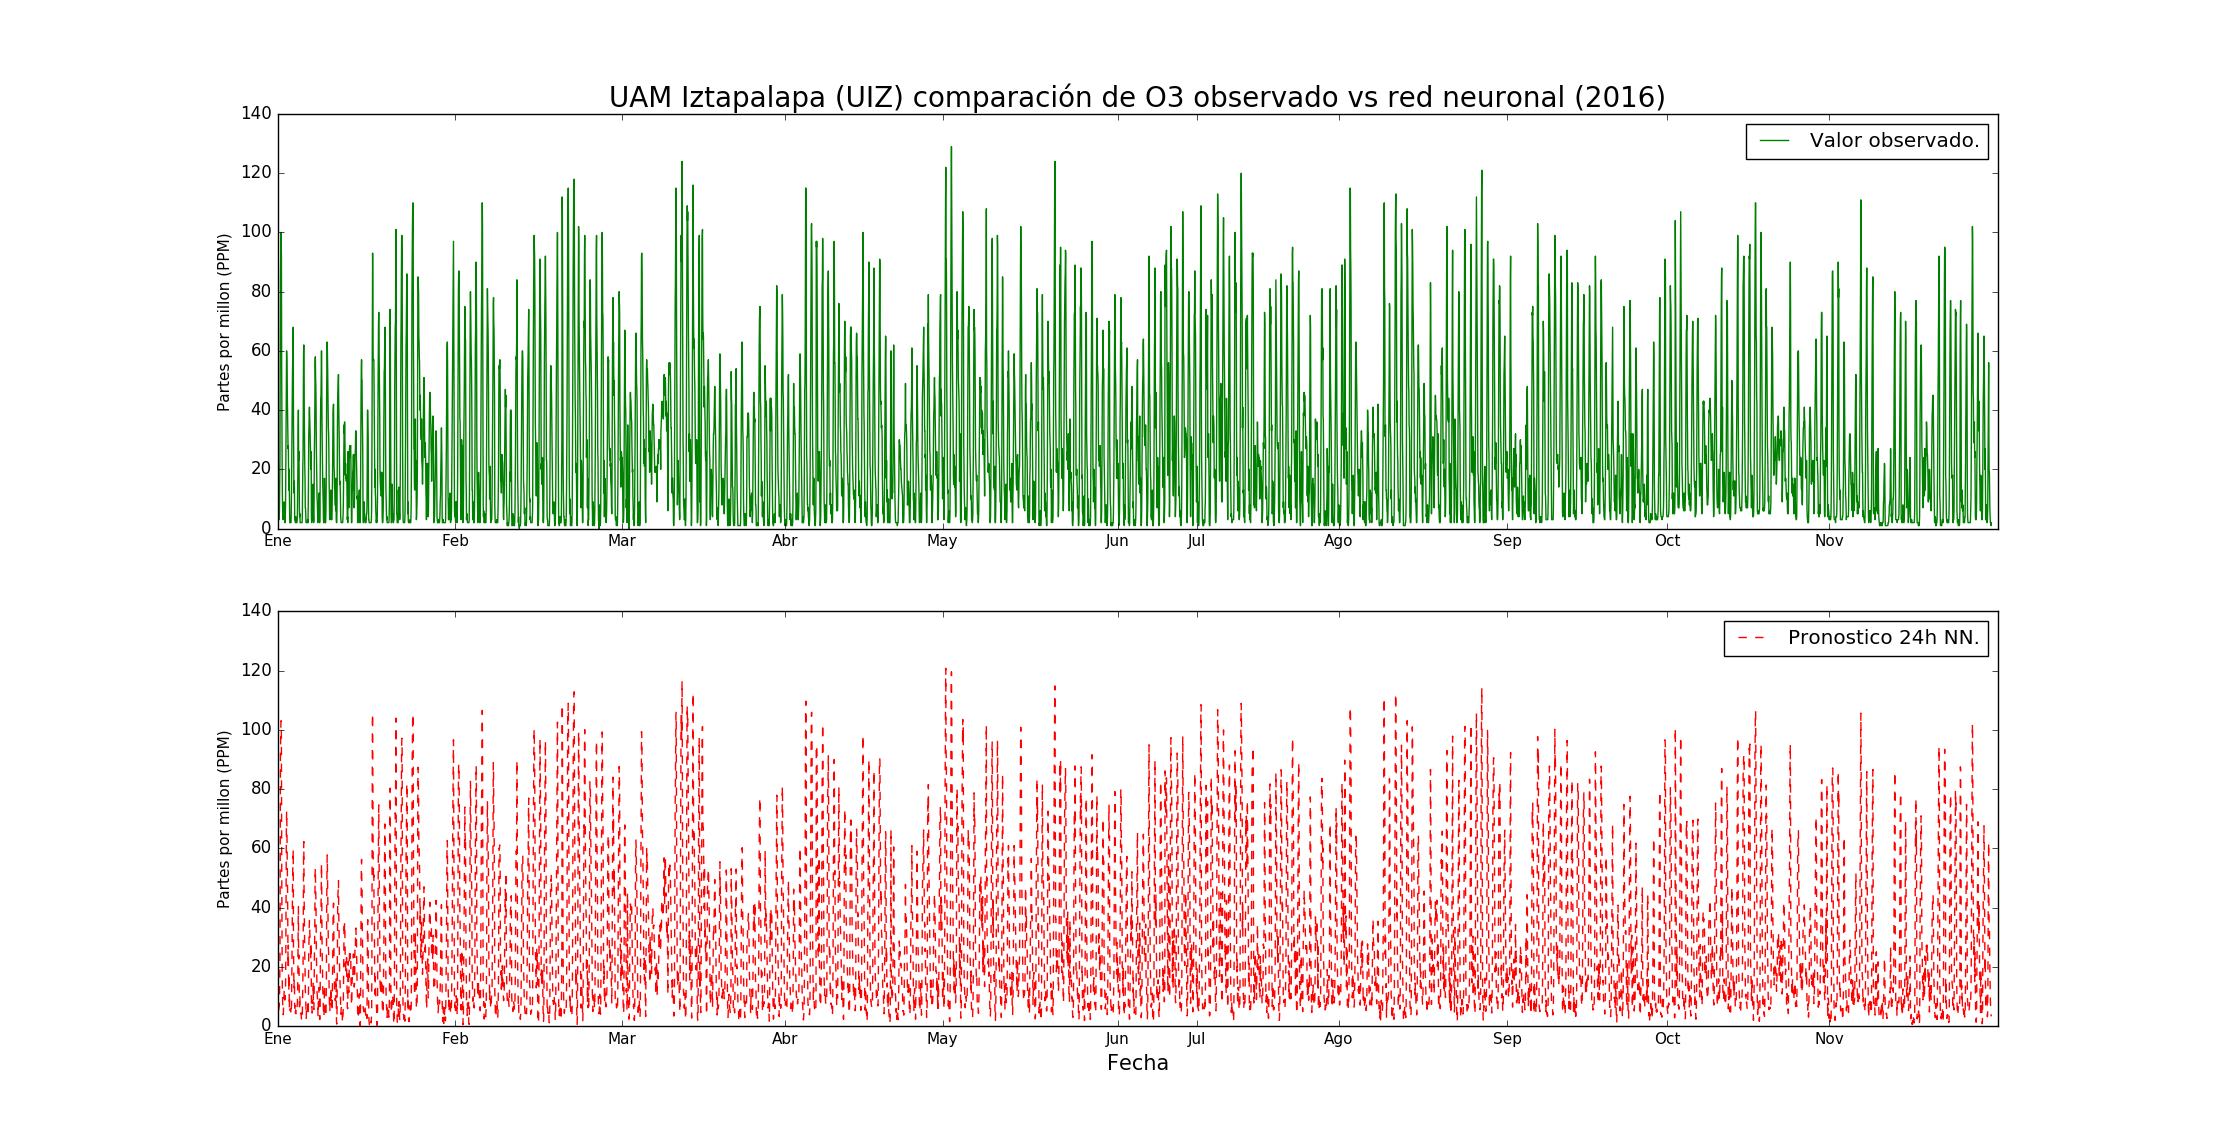 UAM Iztapalapa (UIZ) comparación de O3 observado vs red neuronal (2016)
Valor observado.
Partes por millon (PPM)
140
120
100
80
60
40
20
0
Ene Feb Mar Abr May Jun Jul Ago Sep Oct Nov
Pronostico 24h NN.
Partes por millon (PPM)
140
120
100
80
60
40
20
0
Ene Feb Mar Abr May Jun Jul Ago Sep Oct Nov
Fecha